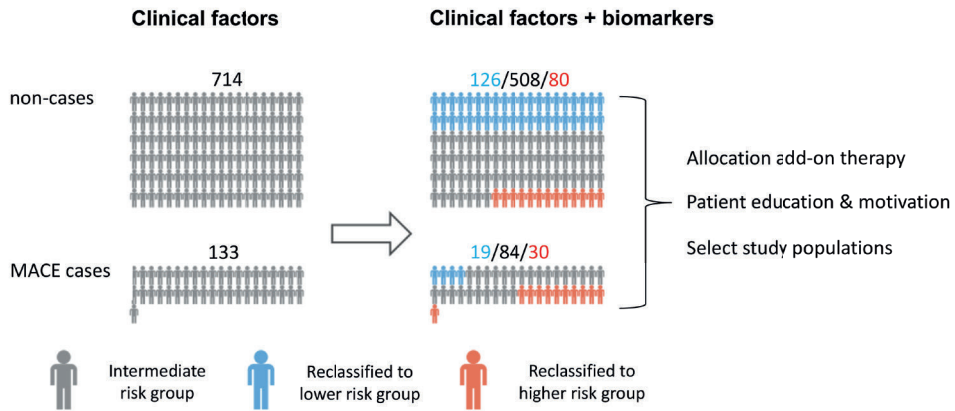 Clinical factors
Clinical factors + biomarkers
714
126/508/80
non-cases
Allocation add-on therapy
Patient education & motivation
Select study populations
133
19/84/30
MACE cases
Intermediate
risk group
Reclassified to
lower risk group
Reclassified to
higher risk group